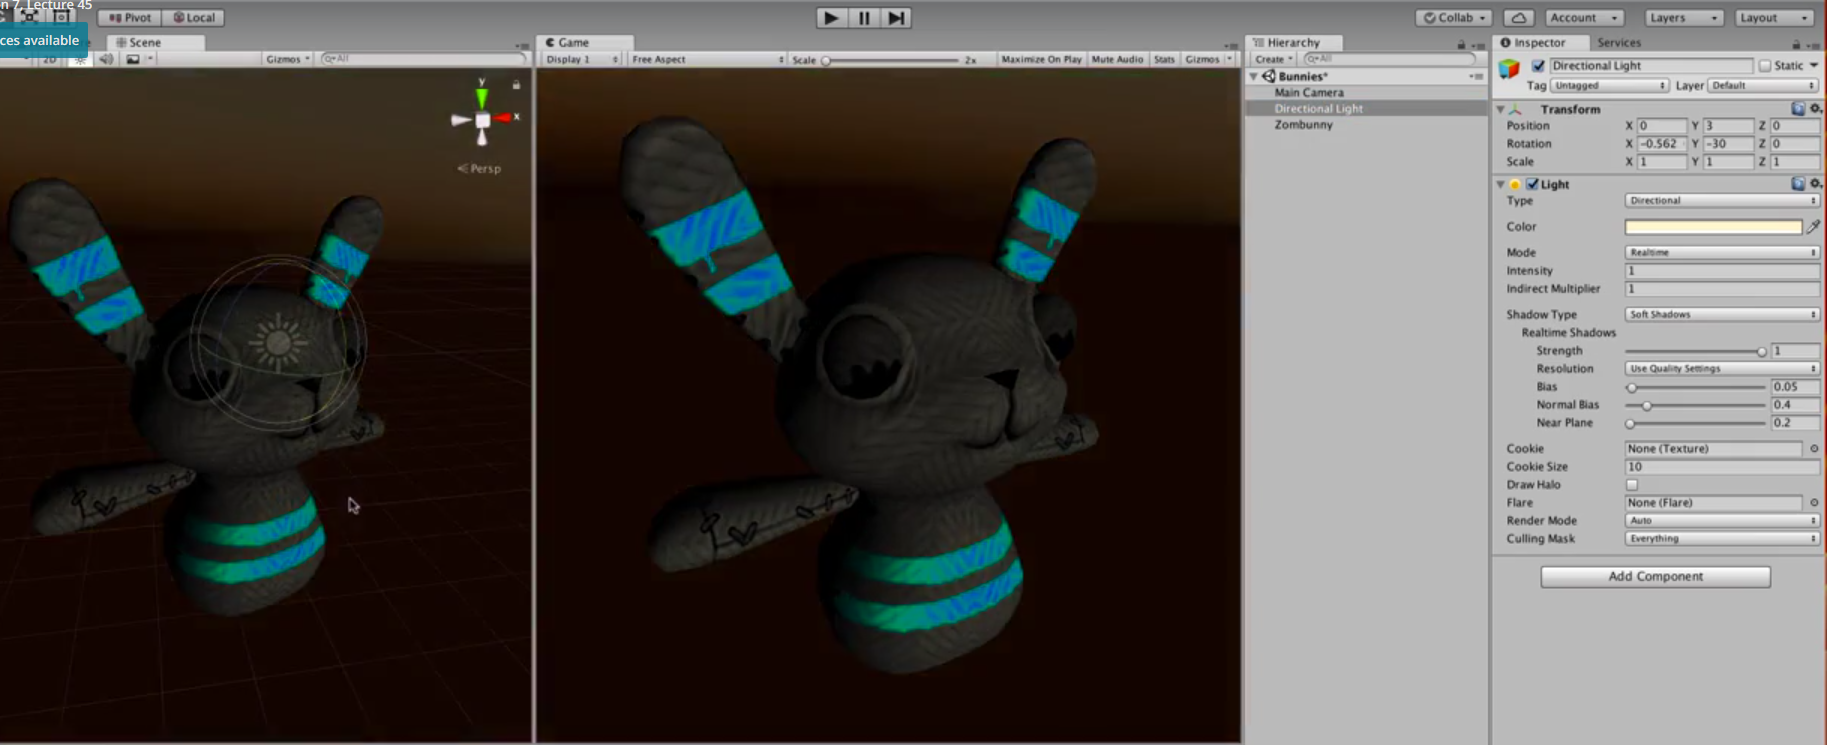 n 7, Lecture 45
ces available
Pivot
Local
Collab
Account
Layers
Layout
Scene
2D
Gizmos
All
y
x
Persp
Game
Display 1
Free Aspect
Scale
2x
Maximize On Play
Mute Audio
Stats
Gizmos
Hierarchy
Create
All
Bunnies*
Main Camera
Directional Light
Zombunny
Inspector
Services
Directional Light
Static
Tag Untagged
Layer Default
Transform
Position X 0 Y 3 Z 0
Rotation X -0.562 Y -30 Z 0
Scale X 1 Y 1 Z 1
Light
Type Directional
Color
Mode Realtime
Intensity 1
Indirect Multiplier 1
Shadow Type Soft Shadows
Realtime Shadows
Strength 1
Resolution Use Quality Settings
Bias 0.05
Normal Bias 0.4
Near Plane 0.2
Cookie None (Texture)
Cookie Size 10
Draw Halo
Flare None (Flare)
Render Mode Auto
Culling Mask Everything
Add Component